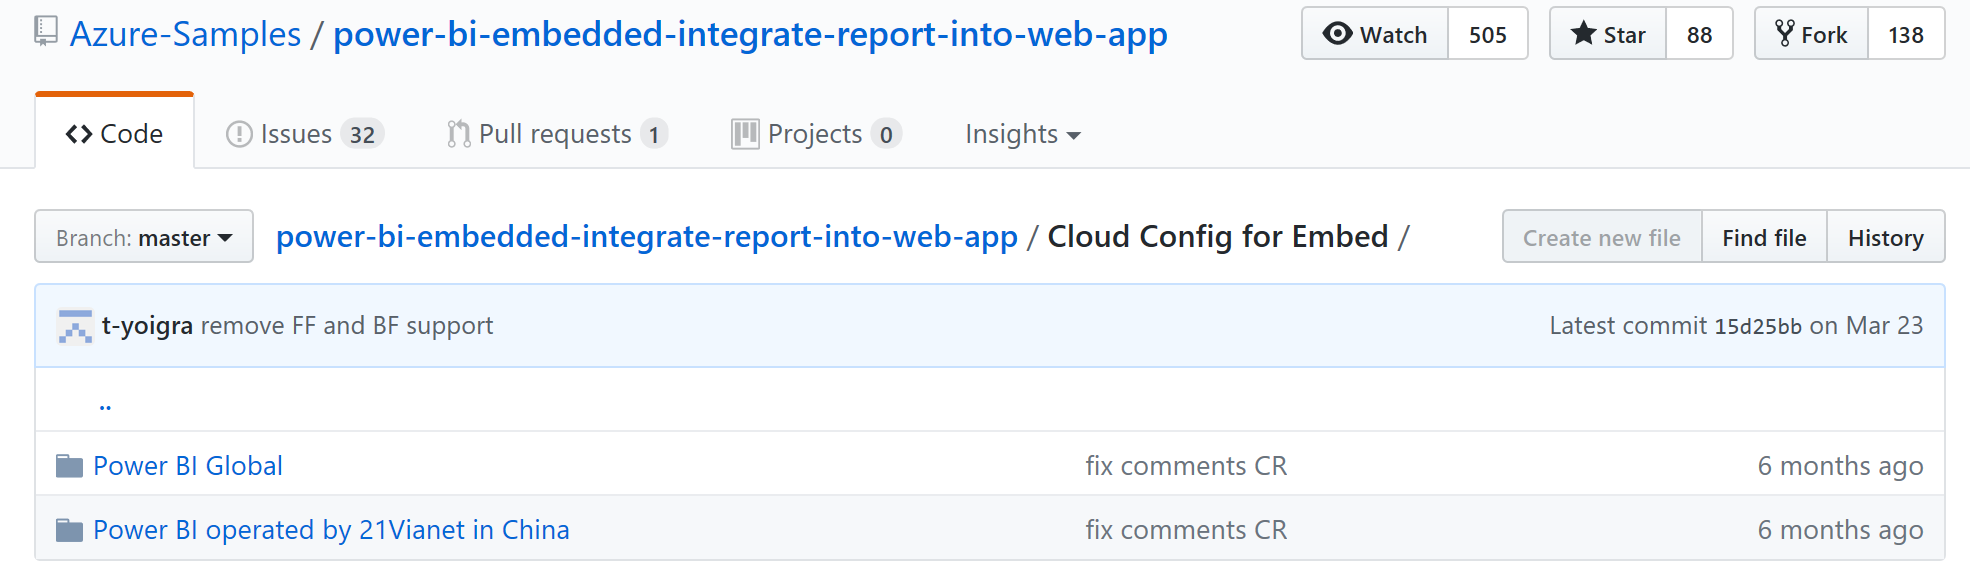 Azure-Samples / power-bi-embedded-integrate-report-into-web-app Watch 505 Star 88 Fork 138
Code Issues 32 Pull requests 1 Projects 0 Insights
Branch: master power-bi-embedded-integrate-report-into-web-app / Cloud Config for Embed / Create new file Find file History
t-yoigra remove FF and BF support Latest commit 15d25bb on Mar 23
..
Power BI Global fix comments CR 6 months ago
Power BI operated by 21Vianet in China fix comments CR 6 months ago